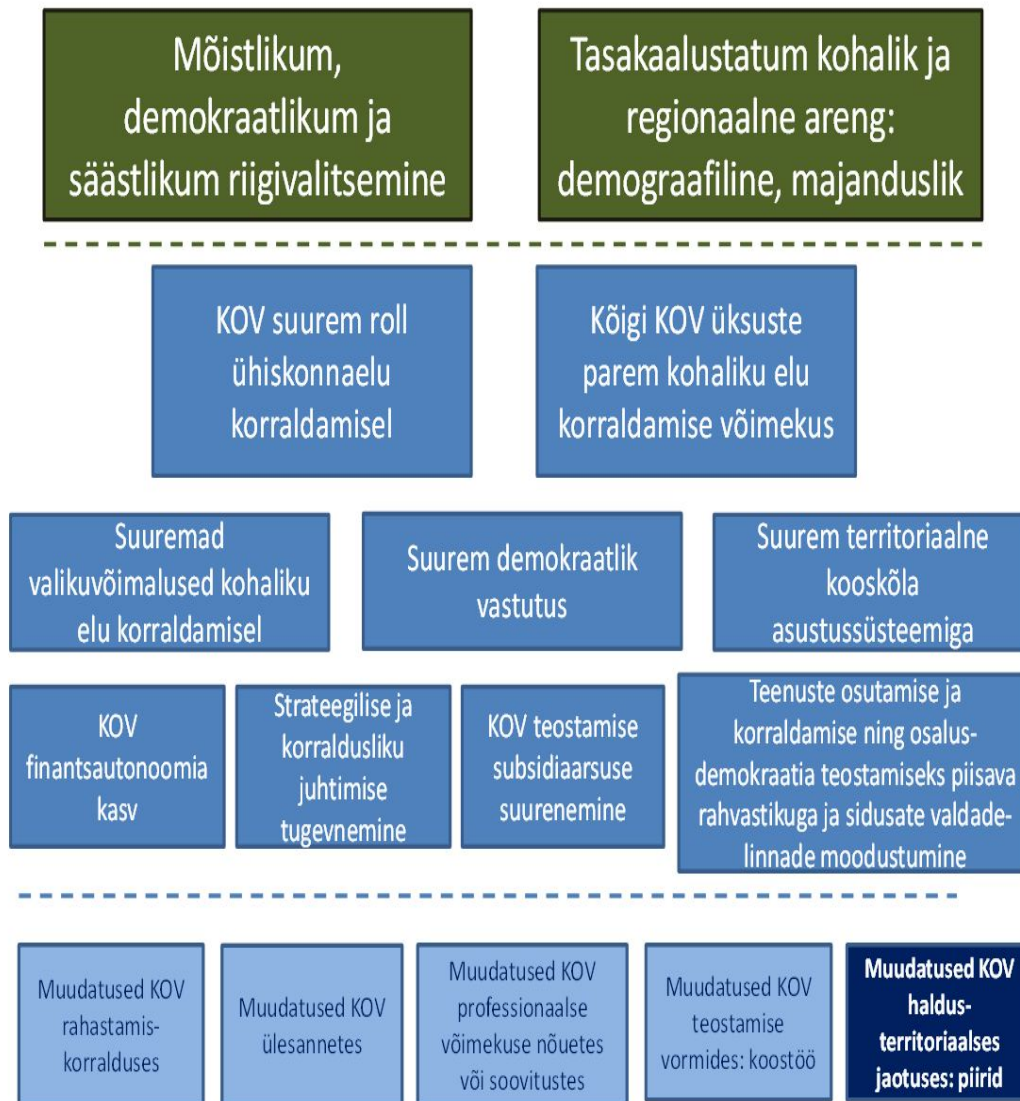 Mõistlikum,
demokraatlikum ja
säästlikum riigivalitsemine
Tasakaalustatum kohalik ja
regionaalne areng:
demograafiline, majanduslik
KOV suurem roll
ühiskonnaelu
korraldamisel
Kõigi KOV üksuste
parem kohaliku elu
korraldamise võimekus
Suuremad
valikuvõimalused kohaliku
elu korraldamisel
Suurem demokraatlik
vastutus
Suurem territoriaalne
kooskõla
asustussüsteemiga
KOV
finantsautonoomia
kasv
Strateegilise ja
korraldusliku
juhtimise
tugevnemine
KOV teostamise
subsidiaarsuse
suurenemine
Teenuste osutamise ja
korraldamise ning osalus-
demokraatia teostamiseks piisava
rahvastikuga ja sidusate valdade-
linnade moodustumine
Muudatused KOV
rahastamis-
korralduses
Muudatused KOV
ülesannetes
Muudatused KOV
professionaalse
võimekuse nõuetes
või soovitustes
Muudatused KOV
teostamise
vormides: koostöö
Muudatused KOV
haldus-
territoriaalses
jaotuses: piirid